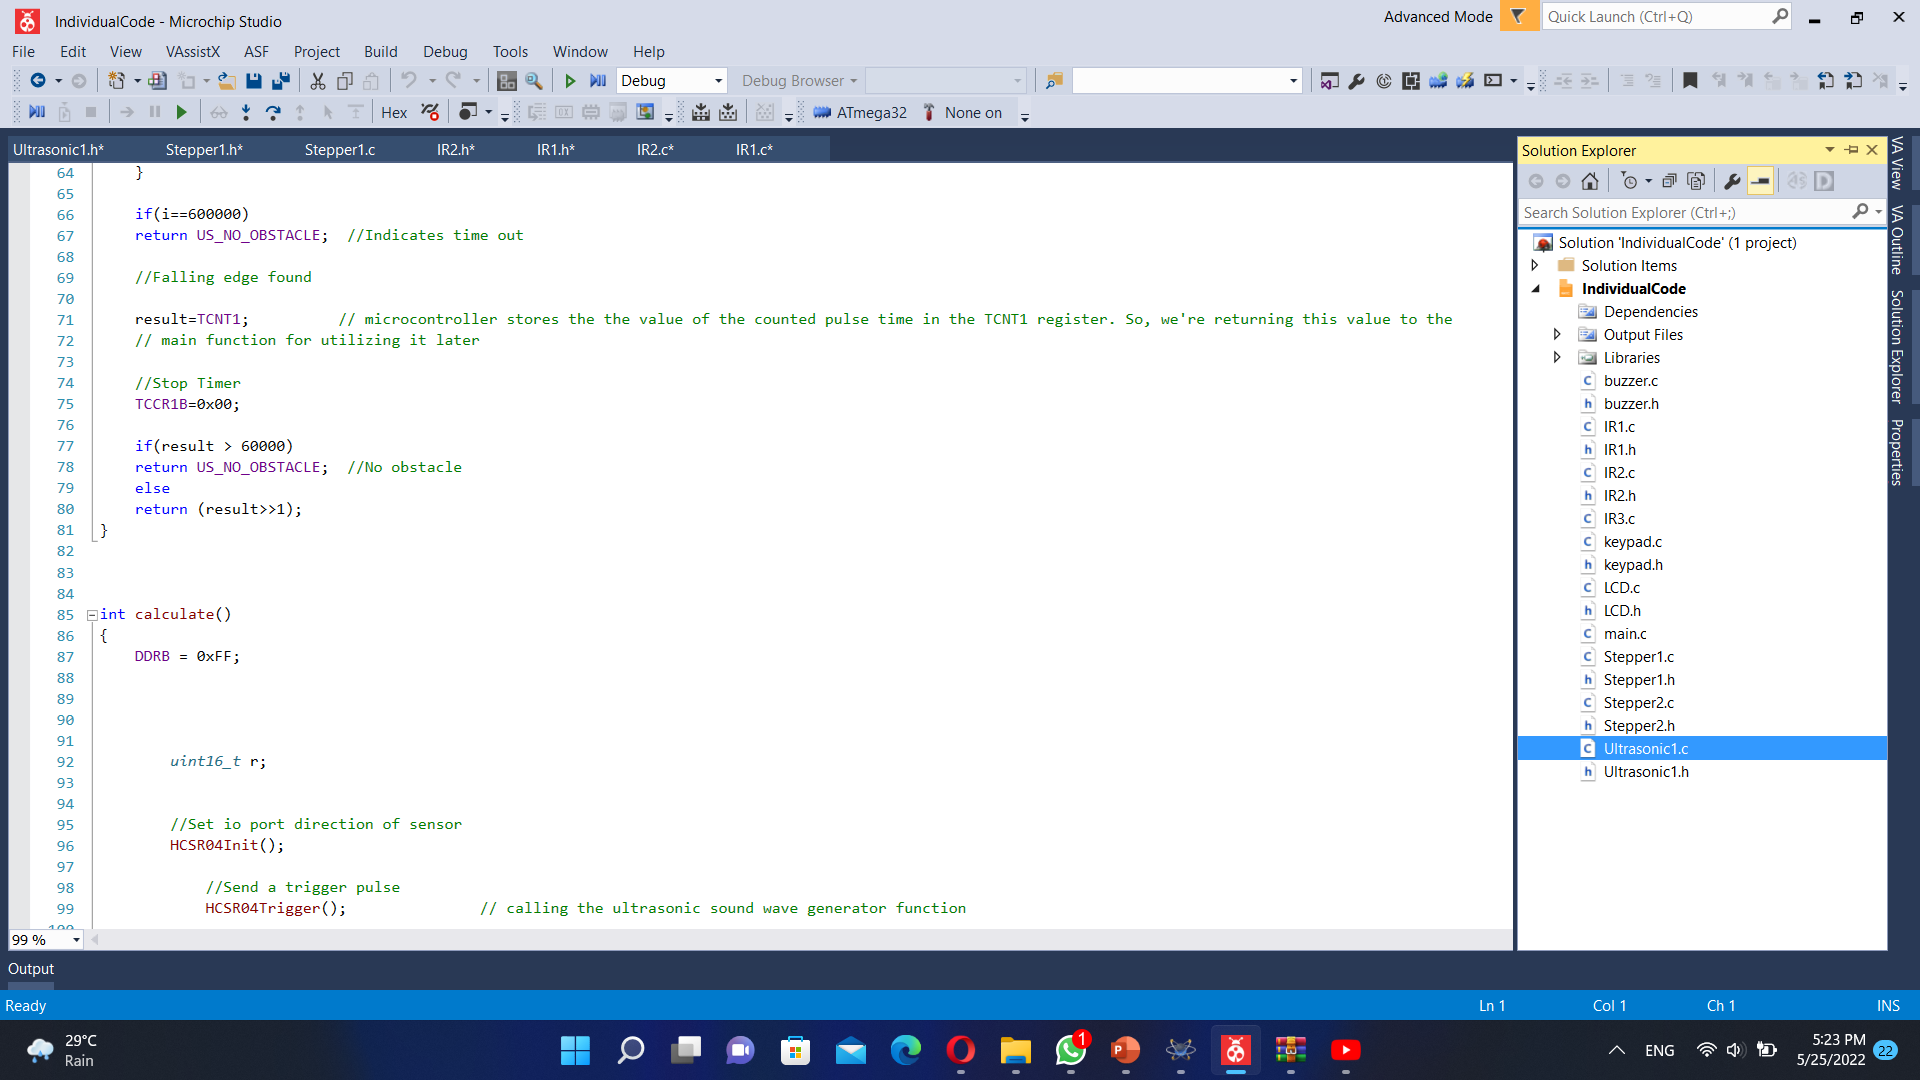 IndividualCode - Microchip Studio
Advanced Mode
Quick Launch (Ctrl+Q)
File Edit View VAssistX ASF Project Build Debug Tools Window Help
Debug Debug Browser
Hex ATmega32 None on
Ultrasonic1.h* Stepper1.h* Stepper1.c IR2.h* IR1.h* IR2.c* IR1.c*
64 }
65
66 if(i==600000)
67 return US_NO_OBSTACLE; //Indicates time out
68
69 //Falling edge found
70
71 result=TCNT1; // microcontroller stores the the value of the counted pulse time in the TCNT1 register. So, we're returning this value to the
72 // main function for utilizing it later
73
74 //Stop Timer
75 TCCR1B=0x00;
76
77 if(result > 60000)
78 return US_NO_OBSTACLE; //No obstacle
79 else
80 return (result>>1);
81 }
82
83
84
85 int calculate()
86 {
87 DDRB = 0xFF;
88
89
90
91
92 uint16_t r;
93
94
95 //Set io port direction of sensor
96 HCSR04Init();
97
98 //Send a trigger pulse
99 HCSR04Trigger(); // calling the ultrasonic sound wave generator function
100
99 %
Solution Explorer
Search Solution Explorer (Ctrl+;)
Solution 'IndividualCode' (1 project)
Solution Items
IndividualCode
Dependencies
Output Files
Libraries
buzzer.c
buzzer.h
IR1.c
IR1.h
IR2.c
IR2.h
IR3.c
keypad.c
keypad.h
LCD.c
LCD.h
main.c
Stepper1.c
Stepper1.h
Stepper2.c
Stepper2.h
Ultrasonic1.c
Ultrasonic1.h
VA View
VA Outline
Solution Explorer
Properties
Output
Ready Ln 1 Col 1 Ch 1 INS
29°C
Rain
1
ENG
5:23 PM
5/25/2022
22